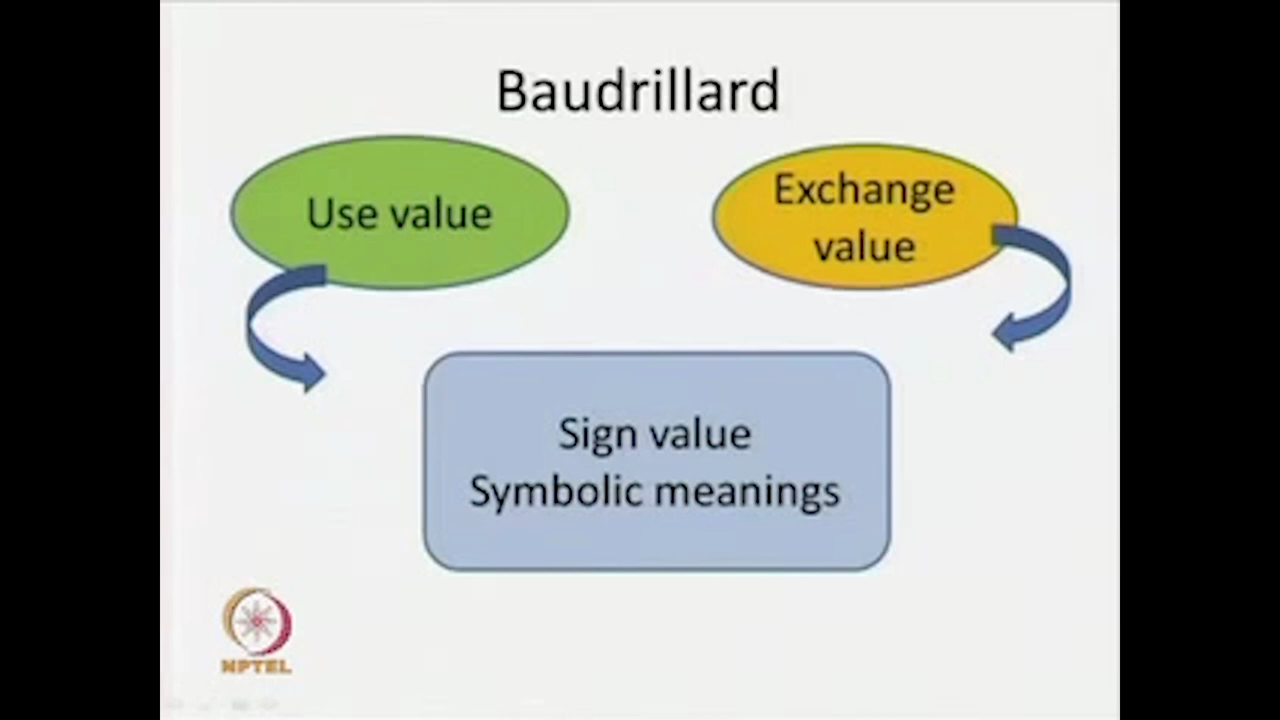 Baudrillard
Use value
Exchange
value
Sign value
Symbolic meanings
NPTEL